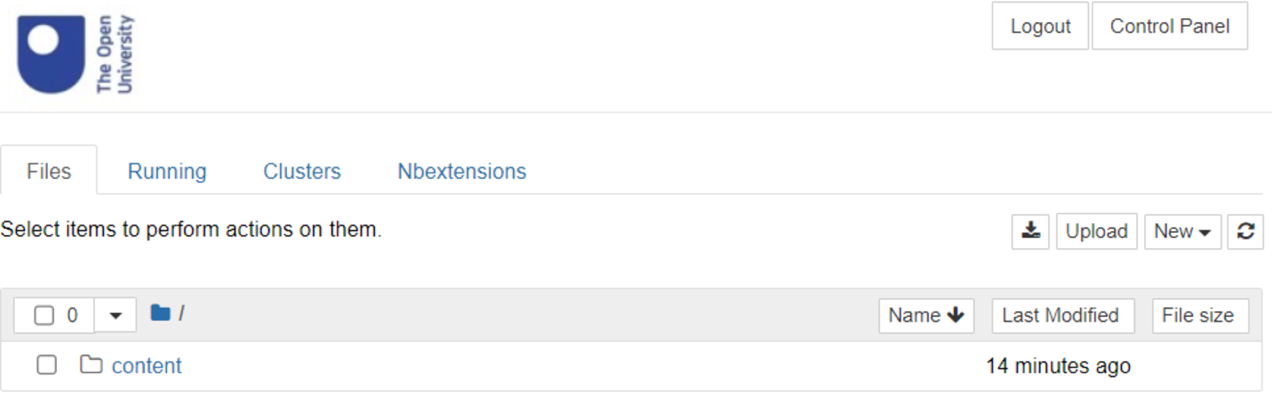 The Open
University
Logout Control Panel
Files Running Clusters Nbextensions
Select items to perform actions on them.
Upload New
0 / Name Last Modified File size
content 14 minutes ago